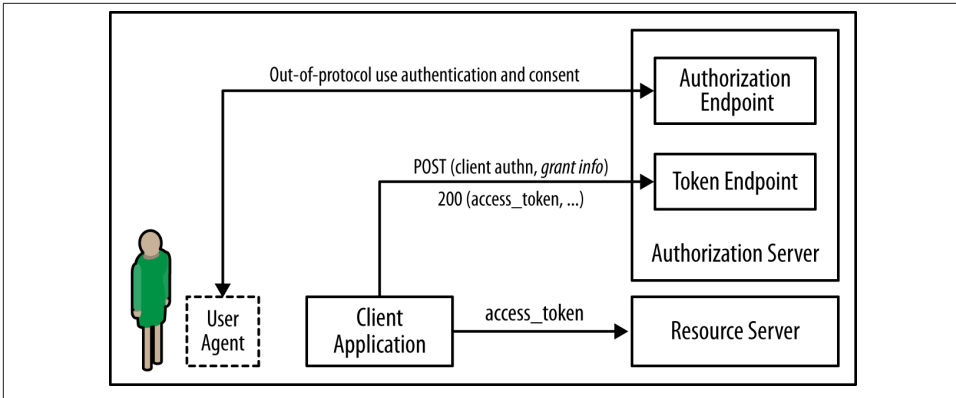 Out-of-protocol use authentication and consent
Authorization
Endpoint
POST (client authn, grant info)
200 (access_token, ...)
Token Endpoint
Authorization Server
User
Agent
Client
Application
access_token
Resource Server